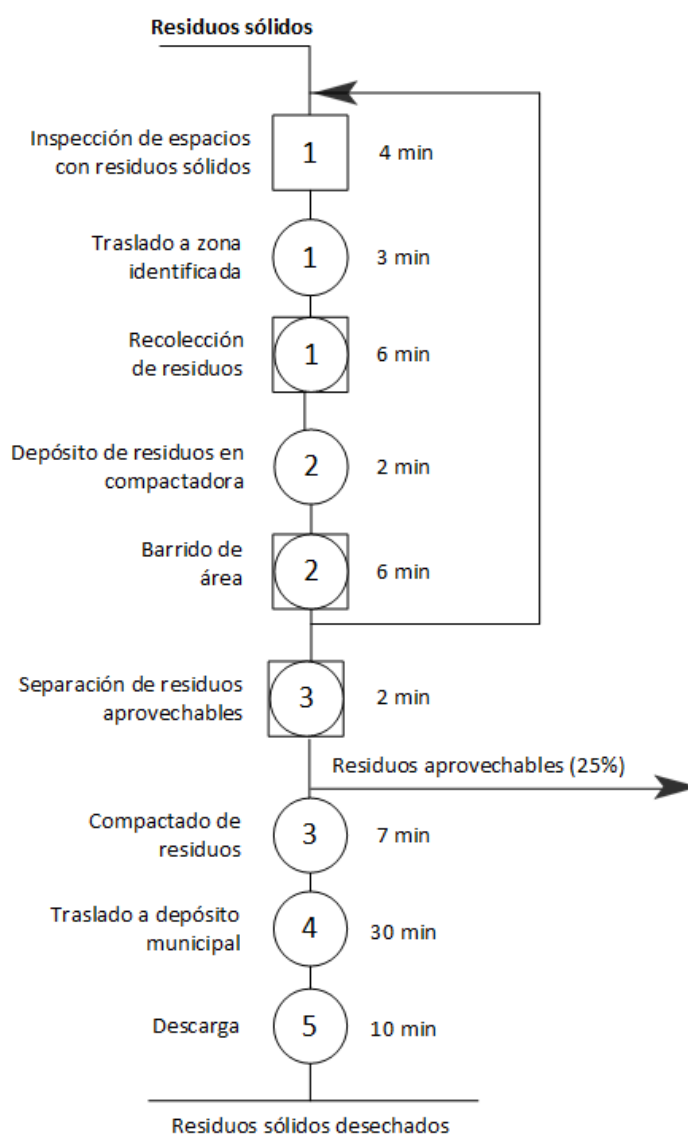 Residuos sólidos
Inspección de espacios
con residuos sólidos
1
4 min
Traslado a zona
identificada
1
3 min
Recolección
de residuos
1
6 min
Depósito de residuos en
compactadora
2
2 min
Barrido de
área
2
6 min
Separación de residuos
aprovechables
3
2 min
Residuos aprovechables (25%)
Compactado de
residuos
3
7 min
Traslado a depósito
municipal
4
30 min
Descarga
5
10 min
Residuos sólidos desechados